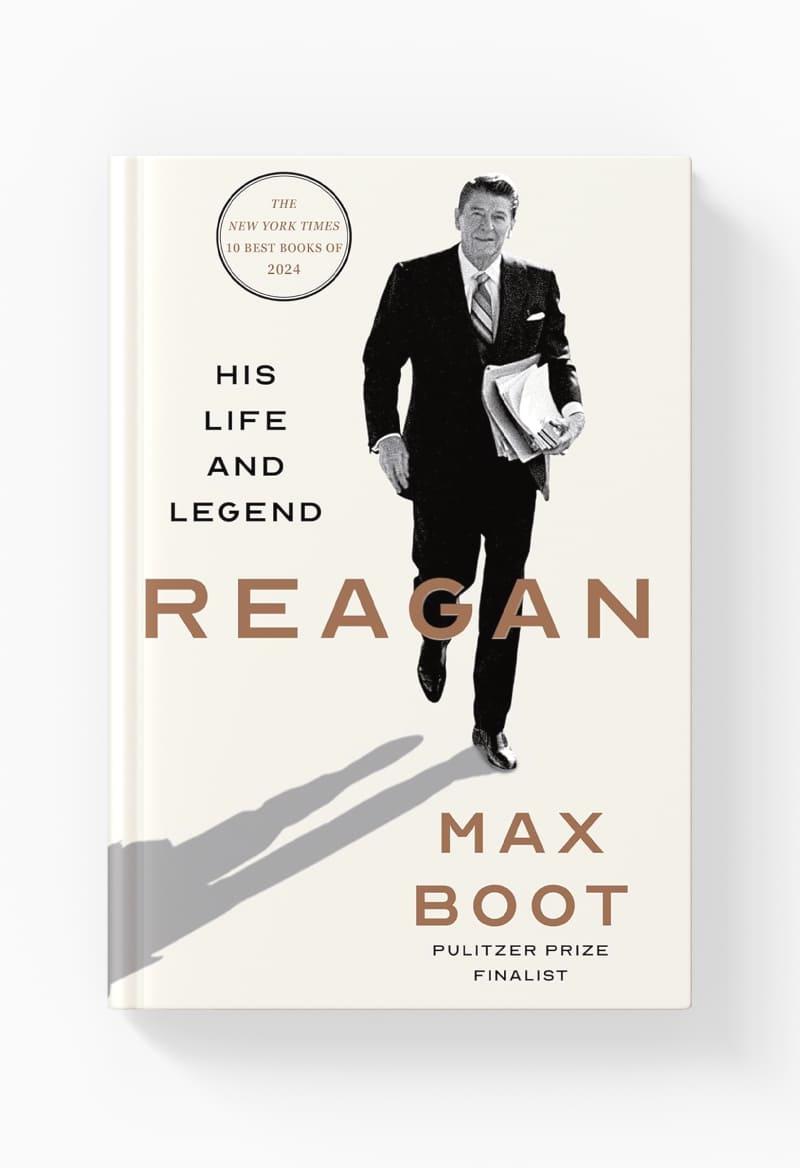 THE
NEW YORK TIMES
10 BEST BOOKS OF
2024
HIS
LIFE
AND
LEGEND
REAGAN
MAX
BOOT
PULITZER PRIZE
FINALIST